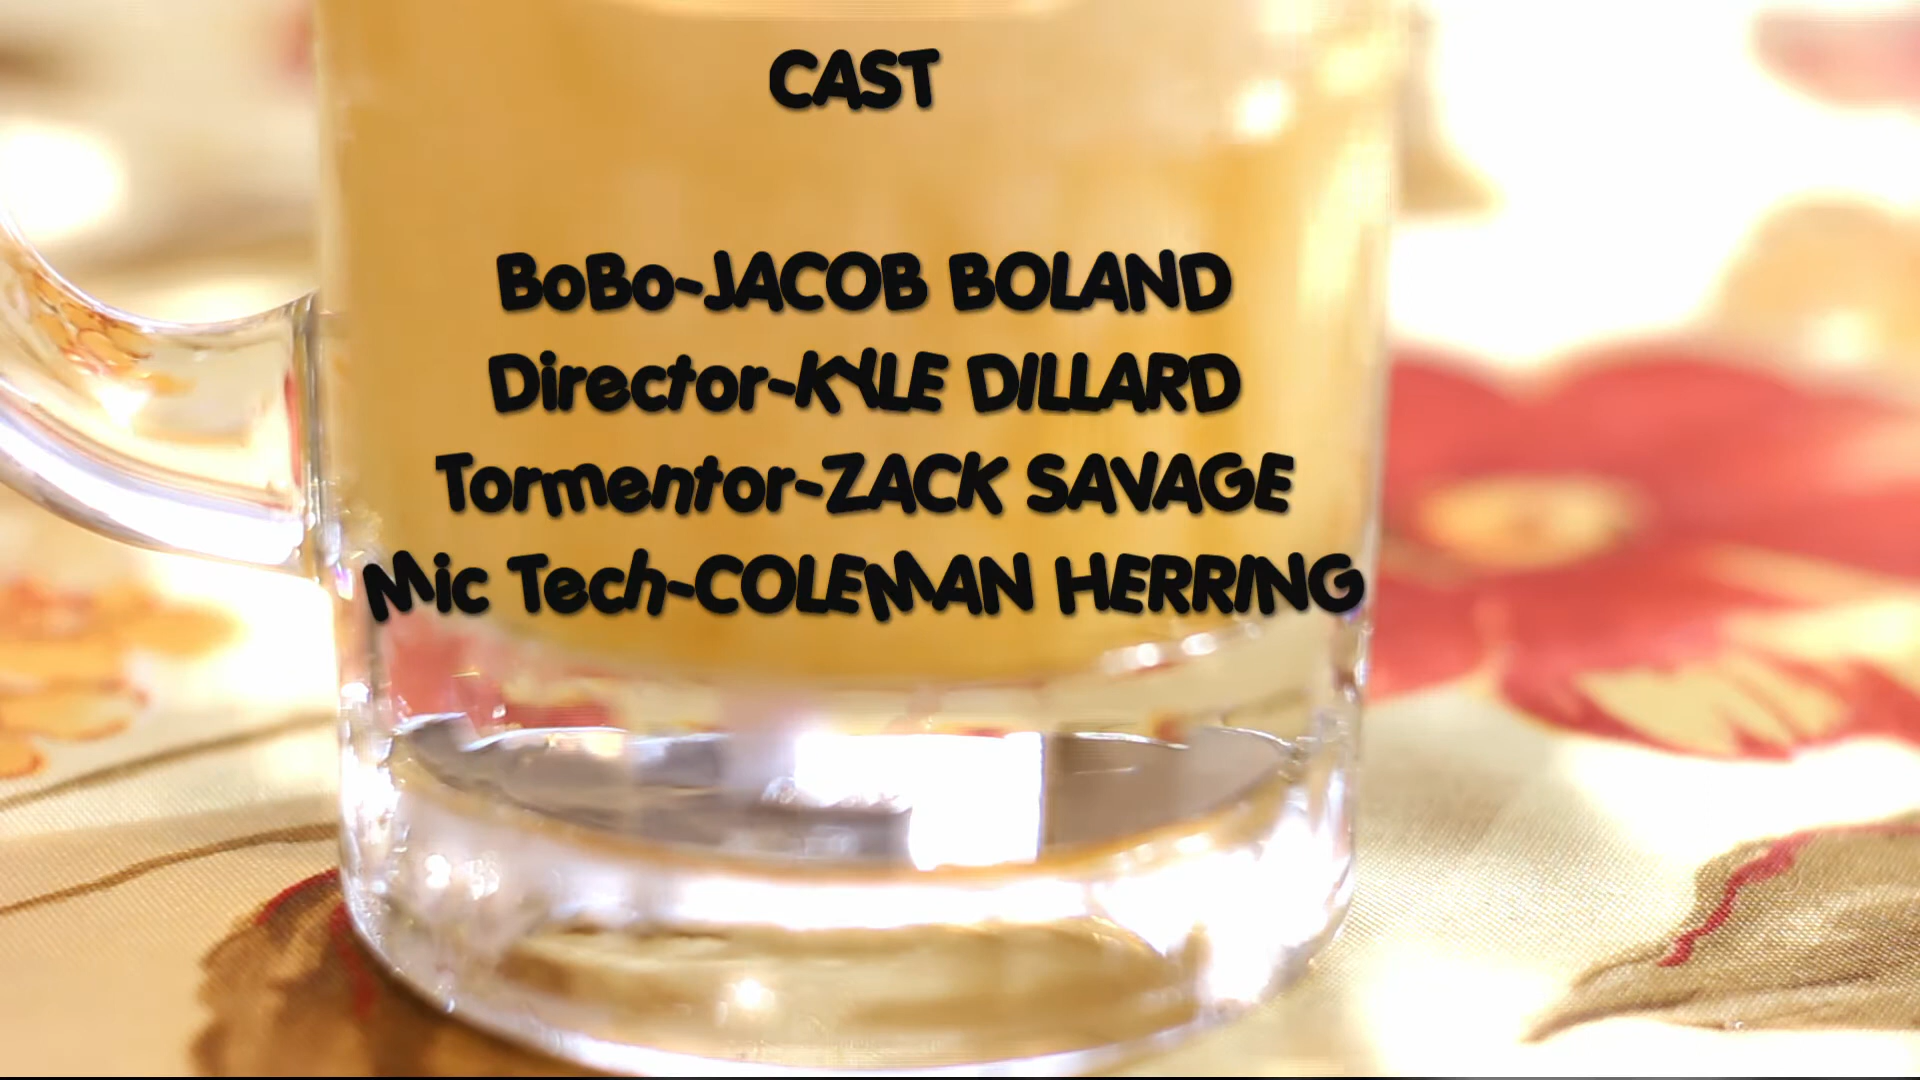 CAST
BoBo-JACOB BOLAND
Director-KYLE DILLARD
Tormentor-ZACK SAVAGE
Mic Tech-COLEMAN HERRING